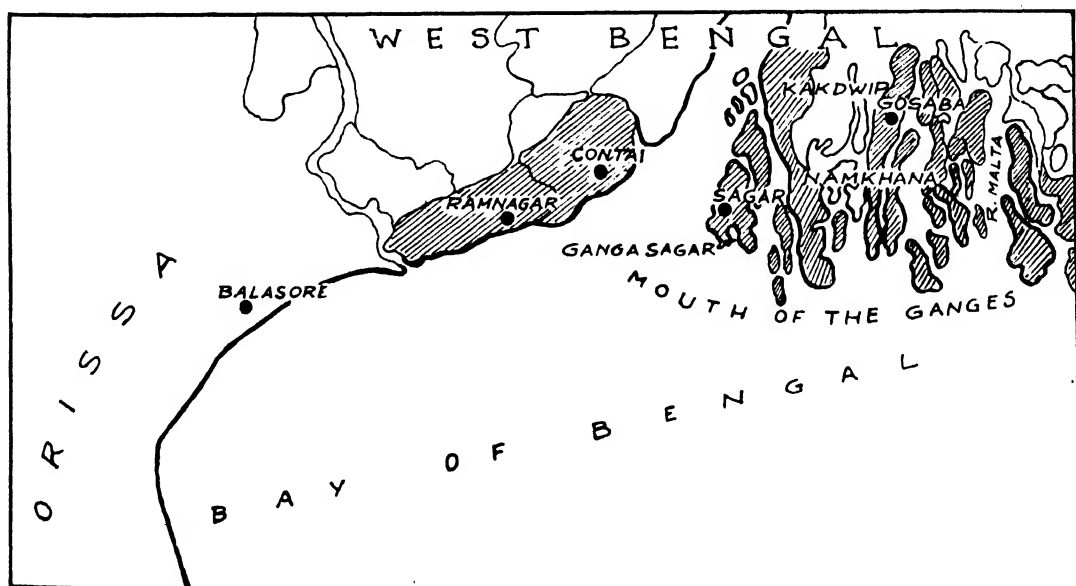 WEST BENGAL
KAKDWIP
GOSABA
CONTAI
NAMKHANA
R. MALTA
RAMNAGAR
SAGAR
GANGA SAGAR
MOUTH OF THE GANGES
BALASORE
ORISSA
BAY OF BENGAL